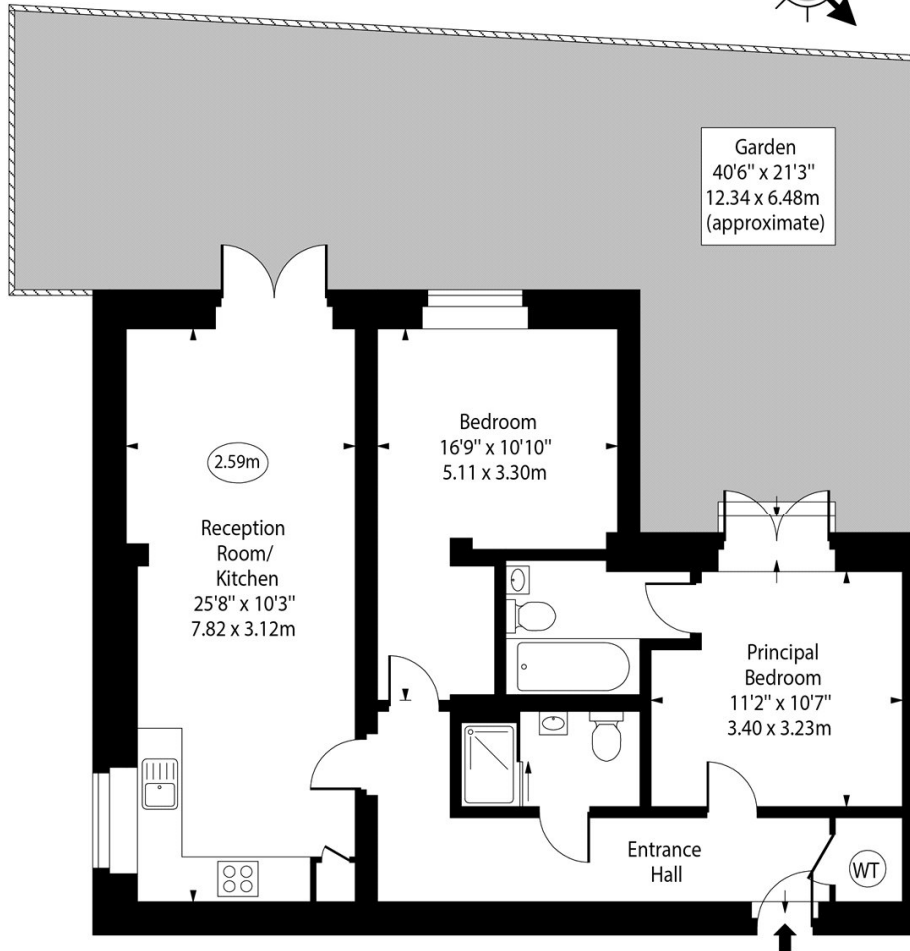 Garden
40'6" x 21'3"
12.34 x 6.48m
(approximate)
Bedroom
16'9" x 10'10"
5.11 x 3.30m
2.59m
Reception
Room/
Kitchen
25'8" x 10'3"
7.82 x 3.12m
Principal
Bedroom
11'2" x 10'7"
3.40 x 3.23m
Entrance
Hall
WT